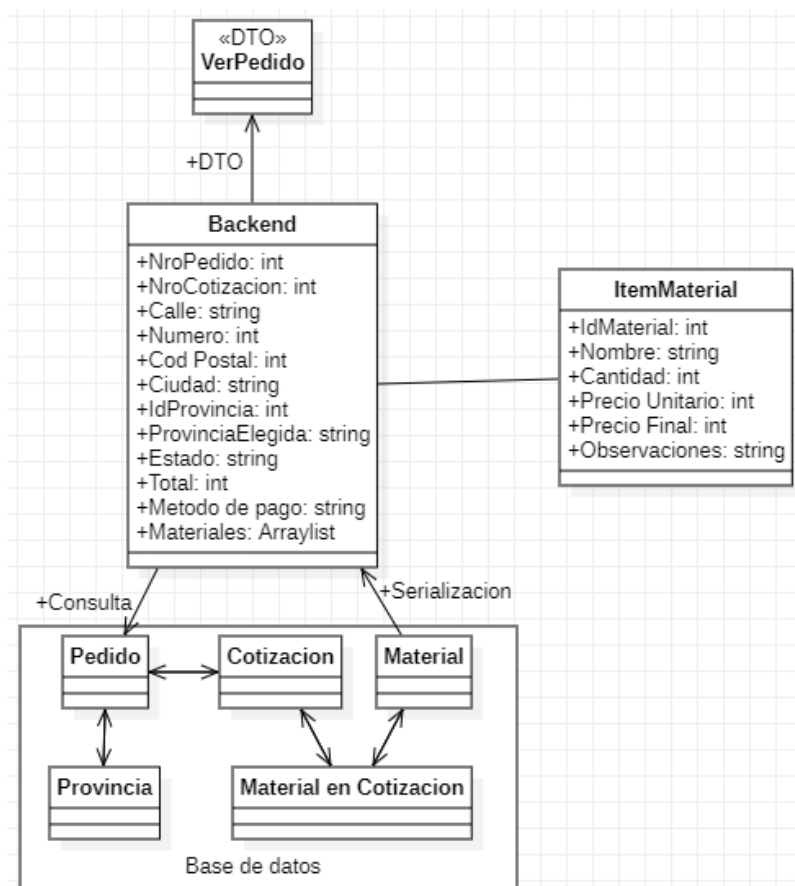 «DTO»
VerPedido
+DTO
Backend
+NroPedido: int
+NroCotizacion: int
+Calle: string
+Numero: int
+Cod Postal: int
+Ciudad: string
+IdProvincia: int
+ProvinciaElegida: string
+Estado: string
+Total: int
+Metodo de pago: string
+Materiales: Arraylist
ItemMaterial
+IdMaterial: int
+Nombre: string
+Cantidad: int
+Precio Unitario: int
+Precio Final: int
+Observaciones: string
+Consulta
+Serializacion
Pedido
Cotizacion
Material
Provincia
Material en Cotizacion
Base de datos